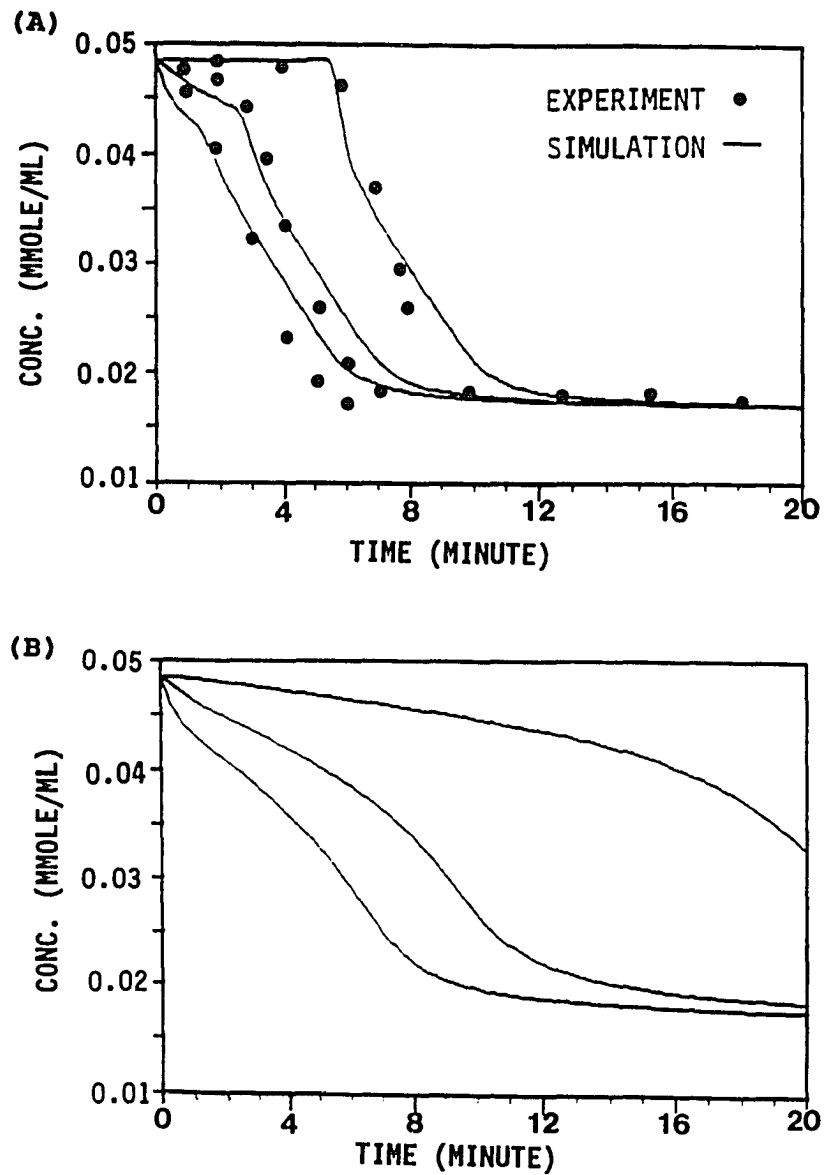 (A)
0.05
0.04
0.03
0.02
0.01
CONC. (MMOLE/ML)
EXPERIMENT
SIMULATION
0 4 8 12 16 20
TIME (MINUTE)
(B)
0.05
0.04
0.03
0.02
0.01
CONC. (MMOLE/ML)
0 4 8 12 16 20
TIME (MINUTE)